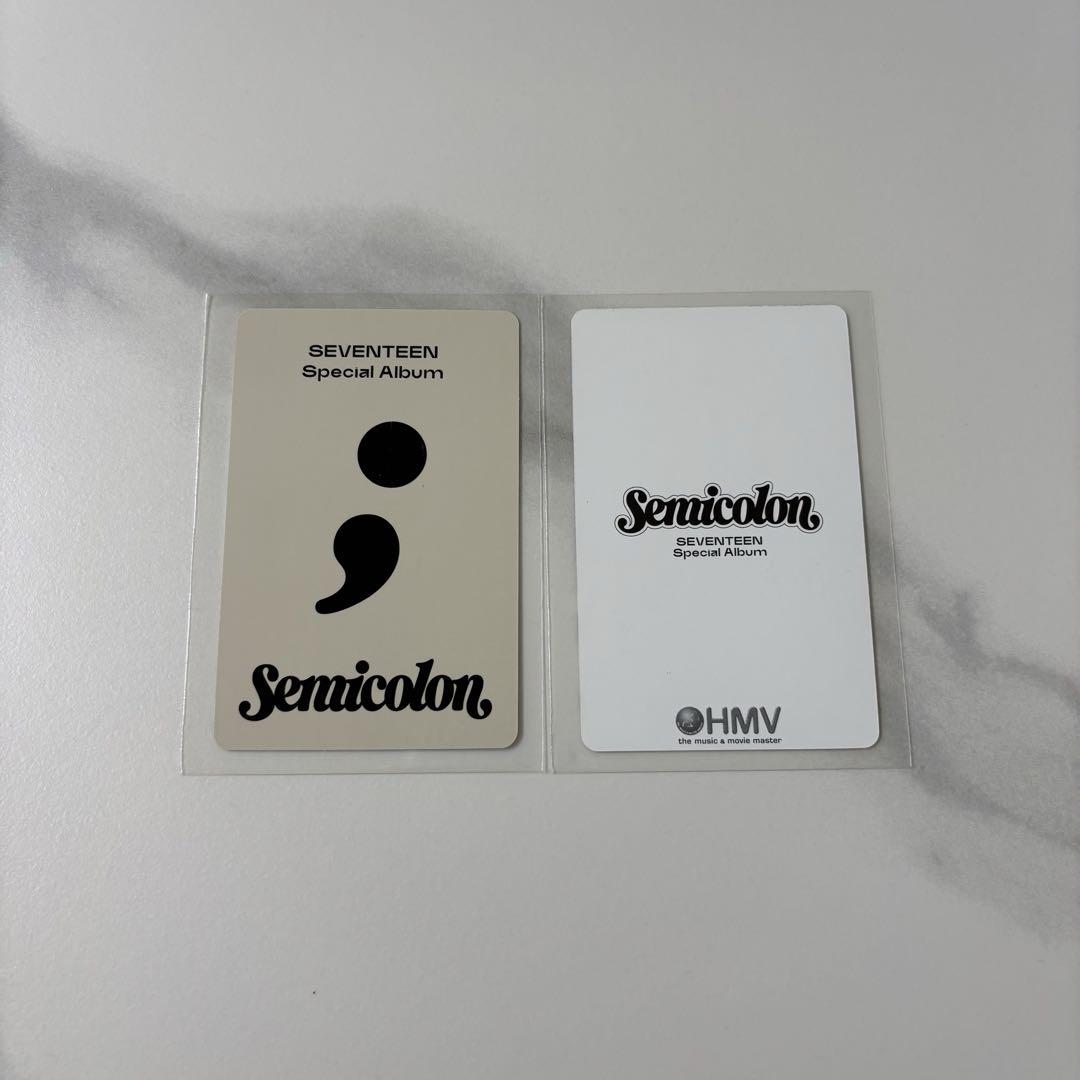 SEVENTEEN
Special Album
;
Semicolon
Semicolon
SEVENTEEN
Special Album
HMV
the music & movie master